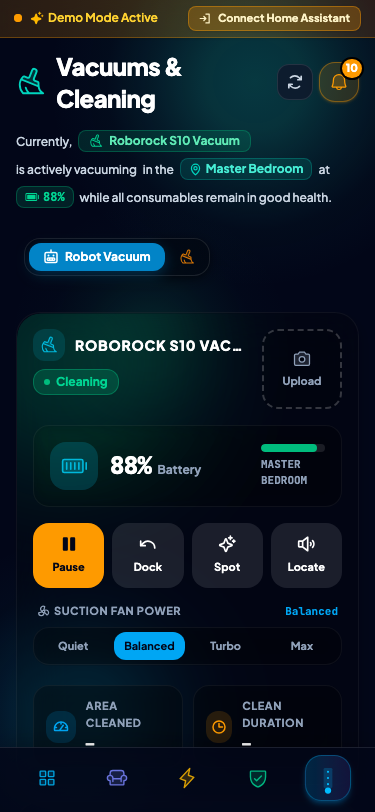 Demo Mode Active
Connect Home Assistant
Vacuums &
Cleaning
10
Currently, Roborock S10 Vacuum
is actively vacuuming in the Master Bedroom at
88% while all consumables remain in good health.
Robot Vacuum
ROBOROCK S10 VAC...
Cleaning
Upload
88% Battery
MASTER
BEDROOM
Pause
Dock
Spot
Locate
SUCTION FAN POWER
Balanced
Quiet
Balanced
Turbo
Max
AREA
CLEANED
CLEAN
DURATION